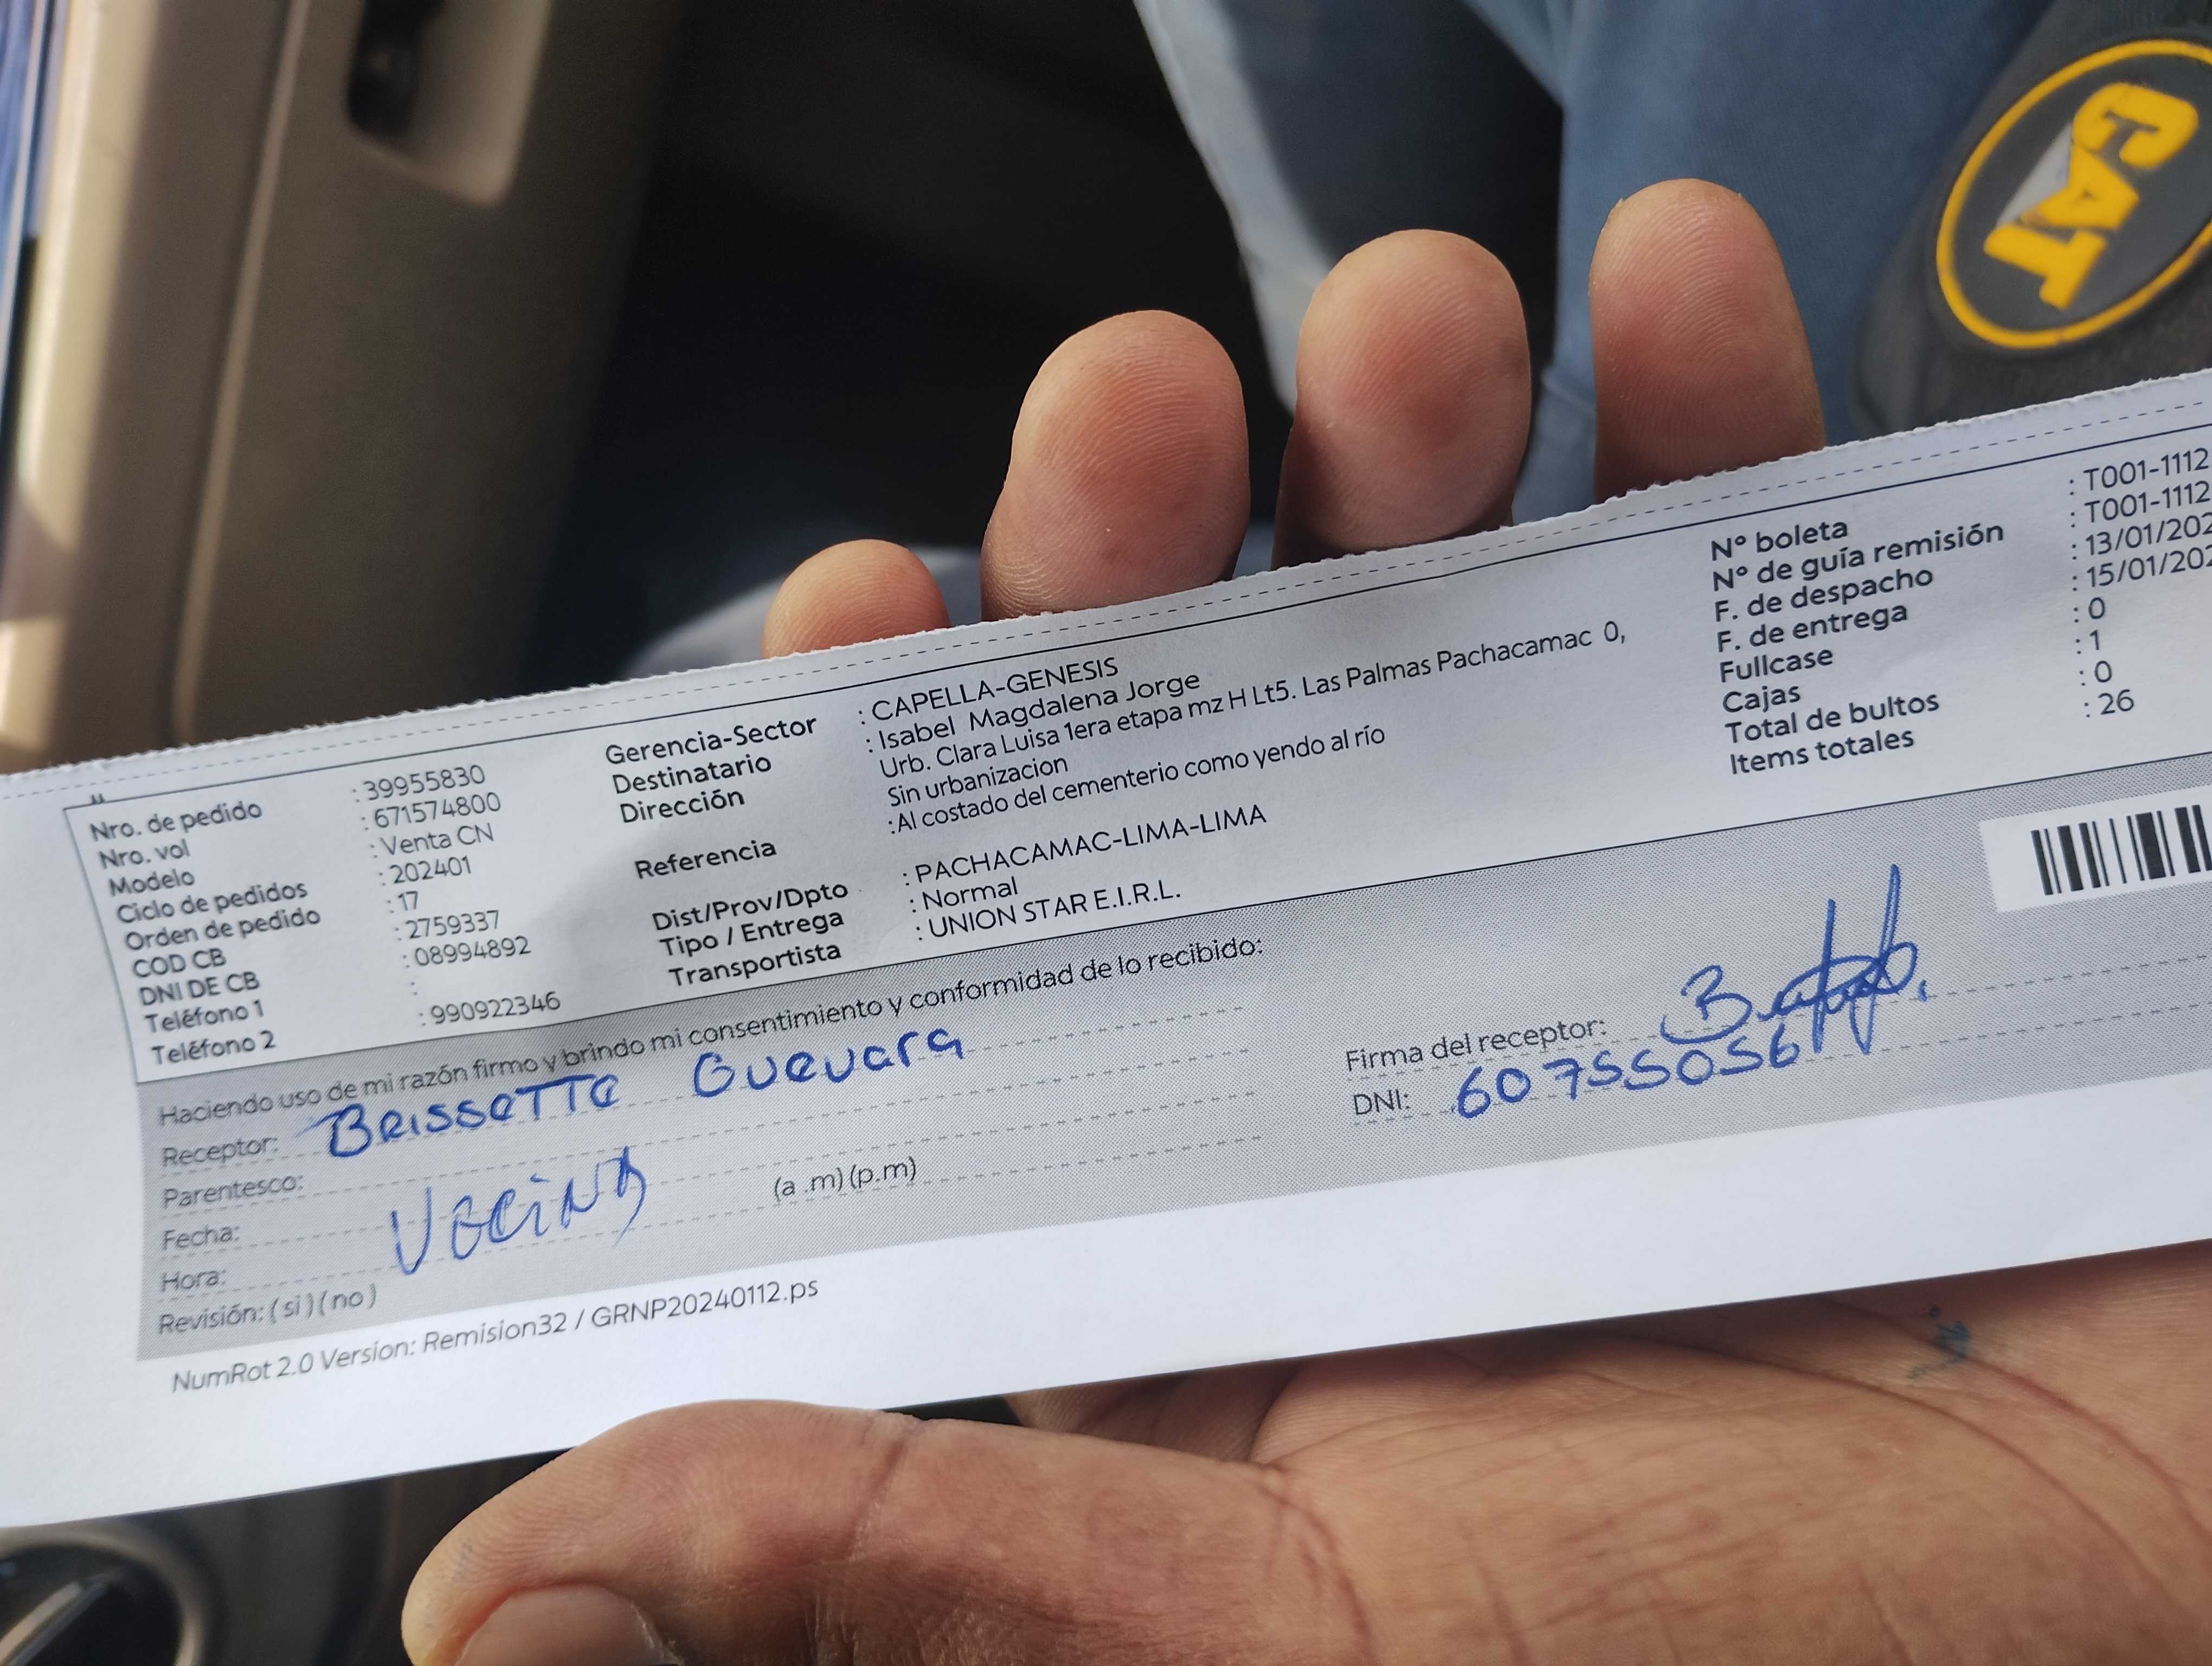 CAT
Nro. de pedido : 39955830
Nro. vol : 671574800
Modelo : Venta CN
Ciclo de pedidos : 202401
Orden de pedido : 17
COD CB : 2759337
DNI DE CB : 08994892
Teléfono 1 :
Teléfono 2 : 990922346
Gerencia-Sector : CAPELLA-GENESIS
Destinatario : Isabel Magdalena Jorge
Dirección Urb. Clara Luisa 1era etapa mz H Lt5. Las Palmas Pachacamac 0,
Sin urbanizacion
Referencia :Al costado del cementerio como yendo al río
Dist/Prov/Dpto : PACHACAMAC-LIMA-LIMA
Tipo / Entrega : Normal
Transportista : UNION STAR E.I.R.L.
N° boleta : T001-1112
N° de guía remisión : T001-1112
F. de despacho : 13/01/202
F. de entrega : 15/01/202
Fullcase : 0
Cajas : 1
Total de bultos : 0
Items totales : 26
Haciendo uso de mi razón firmo y brindo mi consentimiento y conformidad de lo recibido:
Receptor: Brissette Guevara
Parentesco:
Vecina
Fecha:
Hora: (a .m) (p.m)
Revisión: ( si ) ( no )
Firma del receptor:
DNI: 60755056
NumRot 2.0 Version: Remision32 / GRNP20240112.ps